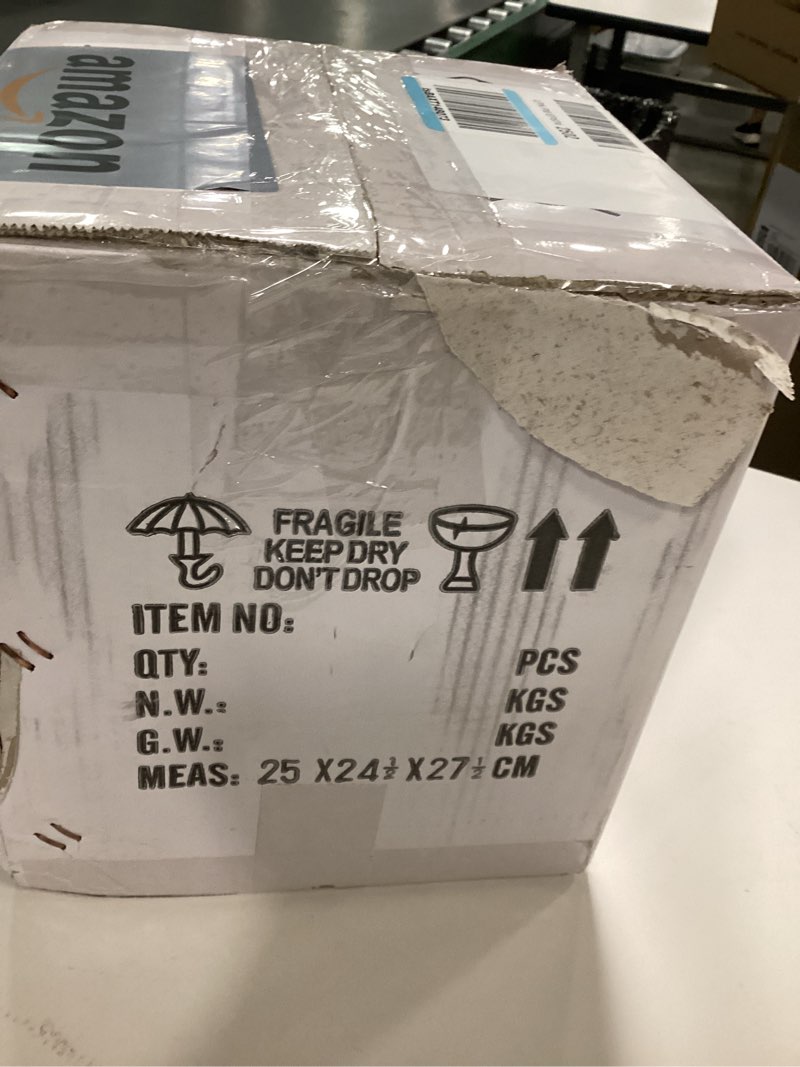 amazon
FRAGILE
KEEP DRY
DON'T DROP
ITEM NO:
QTY: PCS
N.W.: KGS
G.W.: KGS
MEAS: 25 X24½ X27½ CM